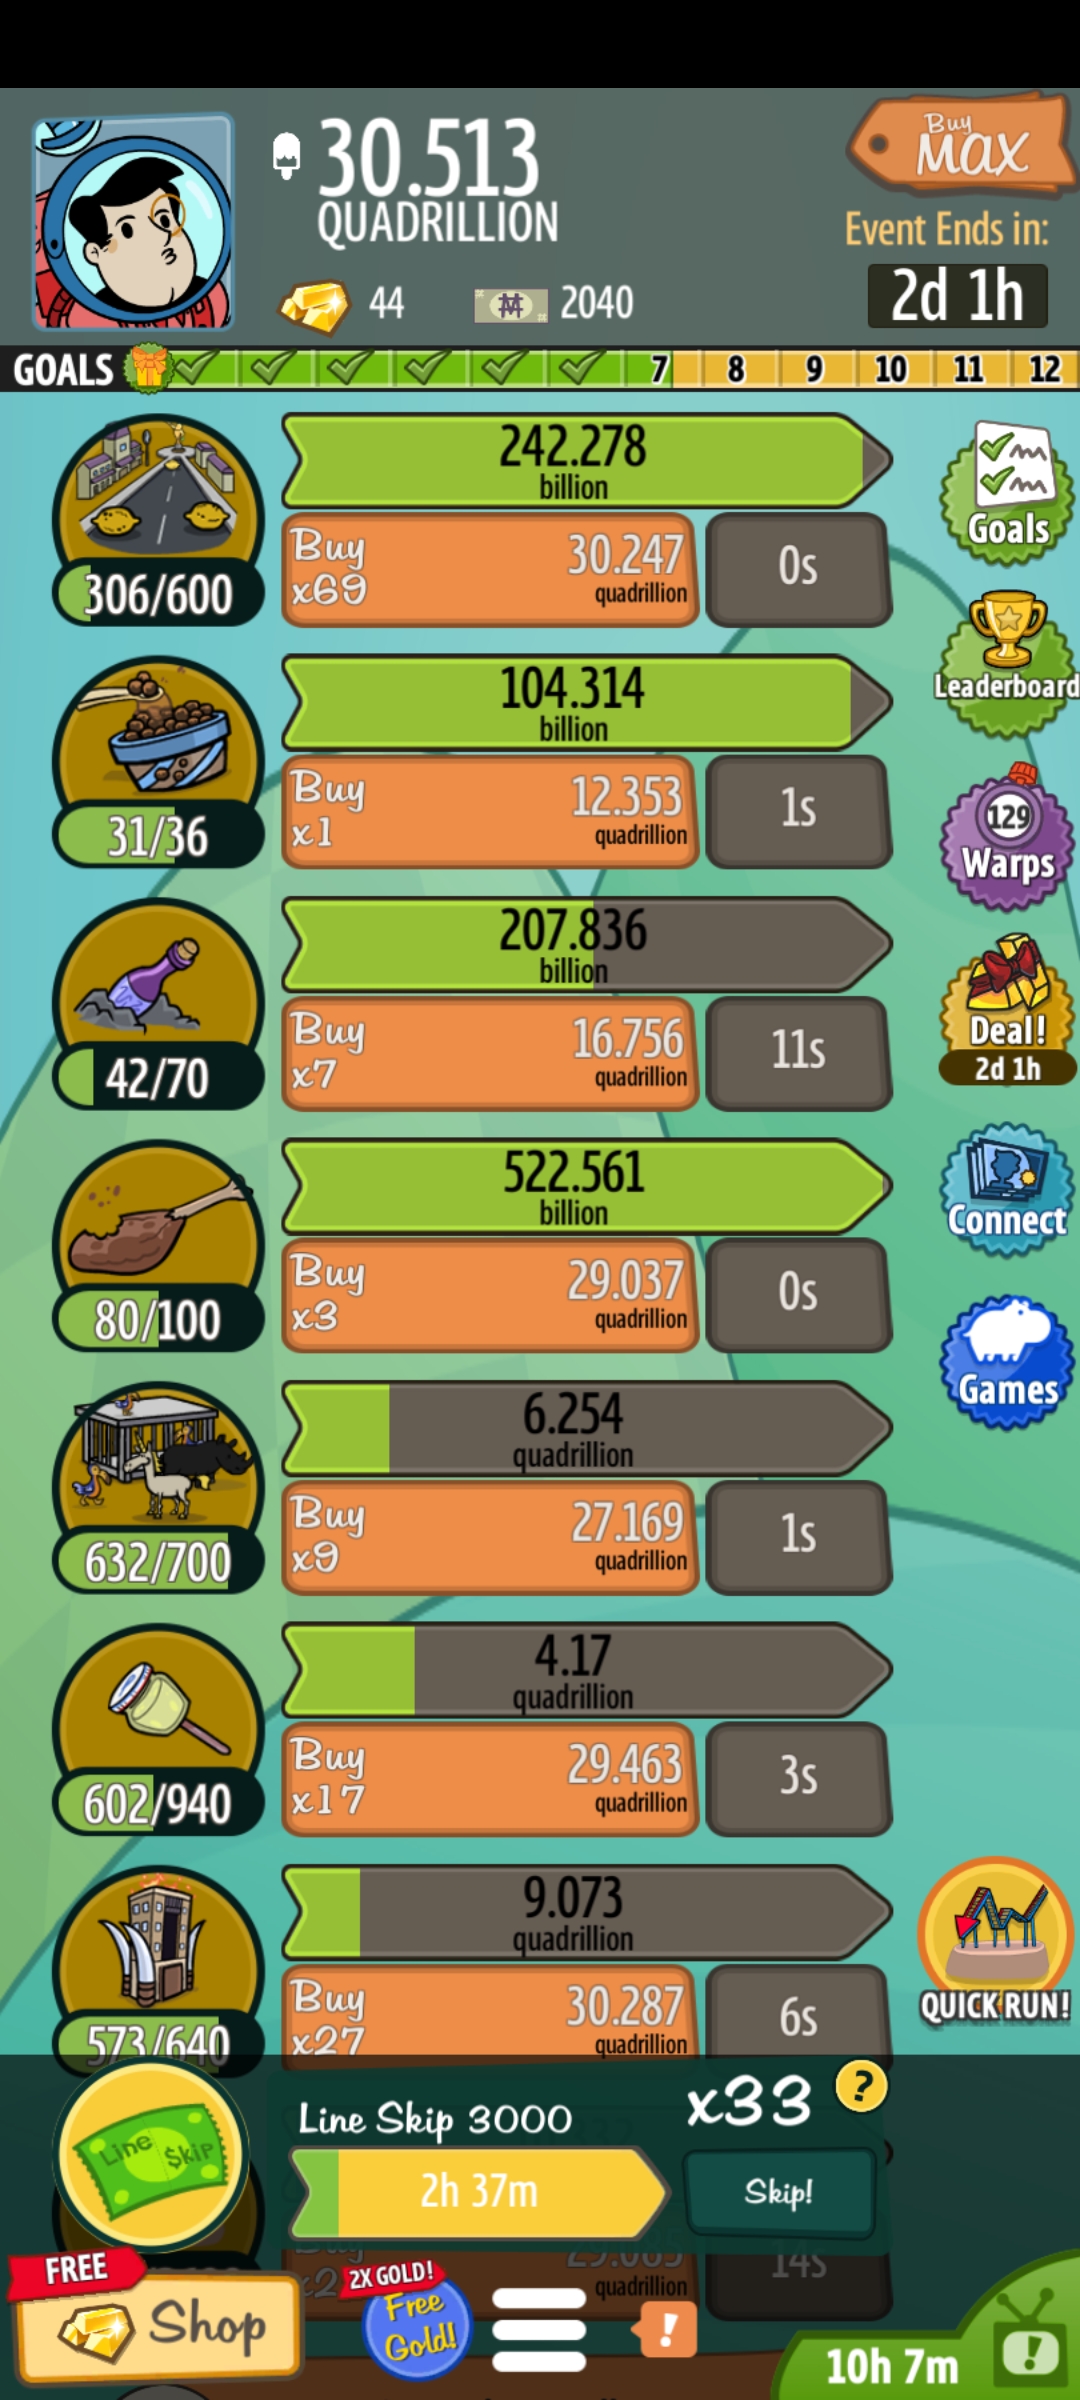 30.513
QUADRILLION
Buy
MAX
Event Ends in:
2d 1h
44
2040
GOALS
7
8
9
10
11
12
242.278
billion
306/600
Buy
x69
30.247
quadrillion
0s
Goals
104.314
billion
31/36
Buy
x1
12.353
quadrillion
1s
Leaderboard
129
Warps
207.836
billion
42/70
Buy
x7
16.756
quadrillion
11s
Deal!
2d 1h
522.561
billion
80/100
Buy
x3
29.037
quadrillion
0s
Connect
Games
6.254
quadrillion
632/700
Buy
x9
27.169
quadrillion
1s
4.17
quadrillion
602/940
Buy
x17
29.463
quadrillion
3s
9.073
quadrillion
573/640
Buy
x27
30.287
quadrillion
6s
QUICK RUN!
Line Skip
Line Skip 3000
x33
?
2h 37m
Skip!
quadrillion
14s
FREE
Shop
2X GOLD!
Free
Gold!
!
10h 7m
!